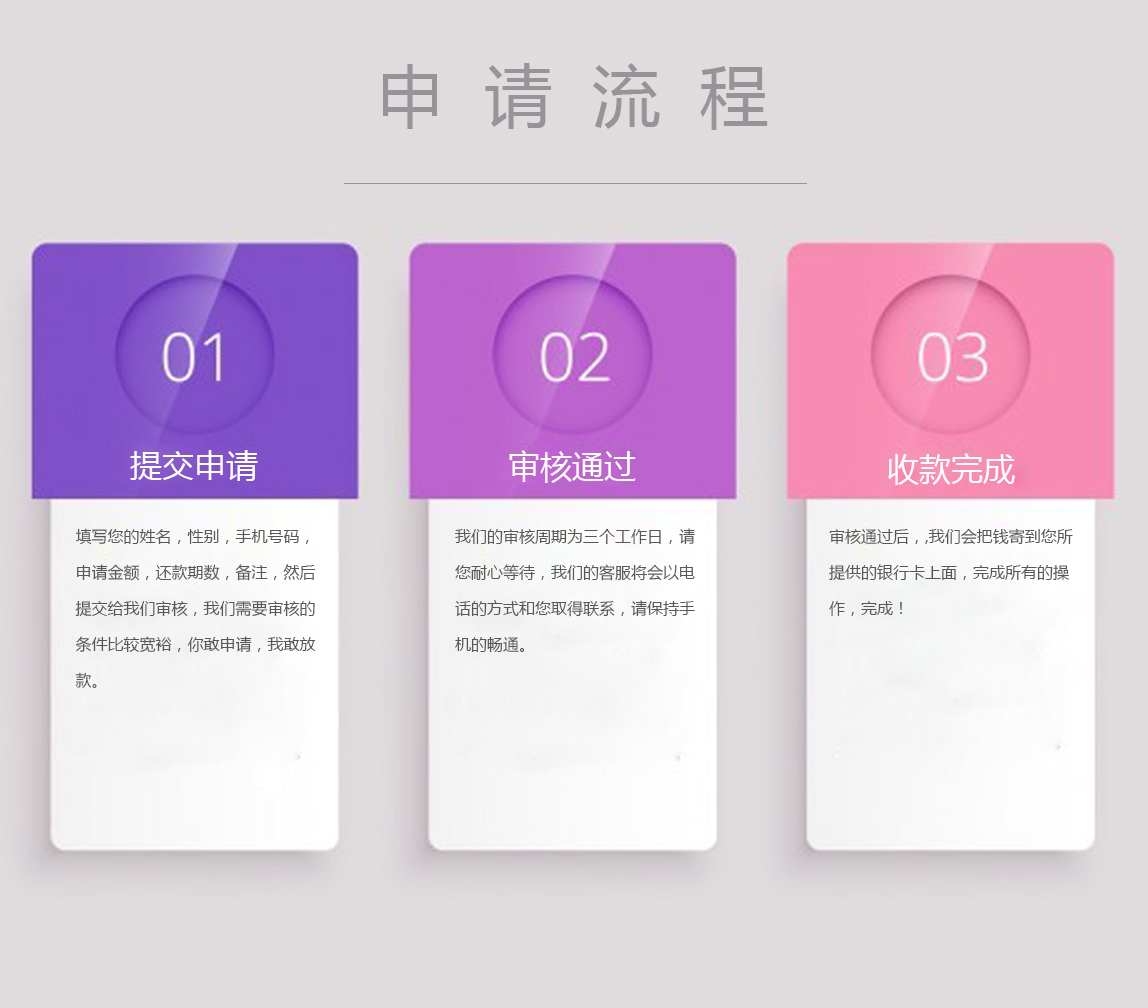 申请流程
01
提交申请
填写您的姓名，性别，手机号码，
申请金额，还款期数，备注，然后
提交给我们审核，我们需要审核的
条件比较宽裕，你敢申请，我敢放
款。
02
审核通过
我们的审核周期为三个工作日，请
您耐心等待，我们的客服将会以电
话的方式和您取得联系，请保持手
机的畅通。
03
收款完成
审核通过后，,我们会把钱寄到您所
提供的银行卡上面，完成所有的操
作，完成！